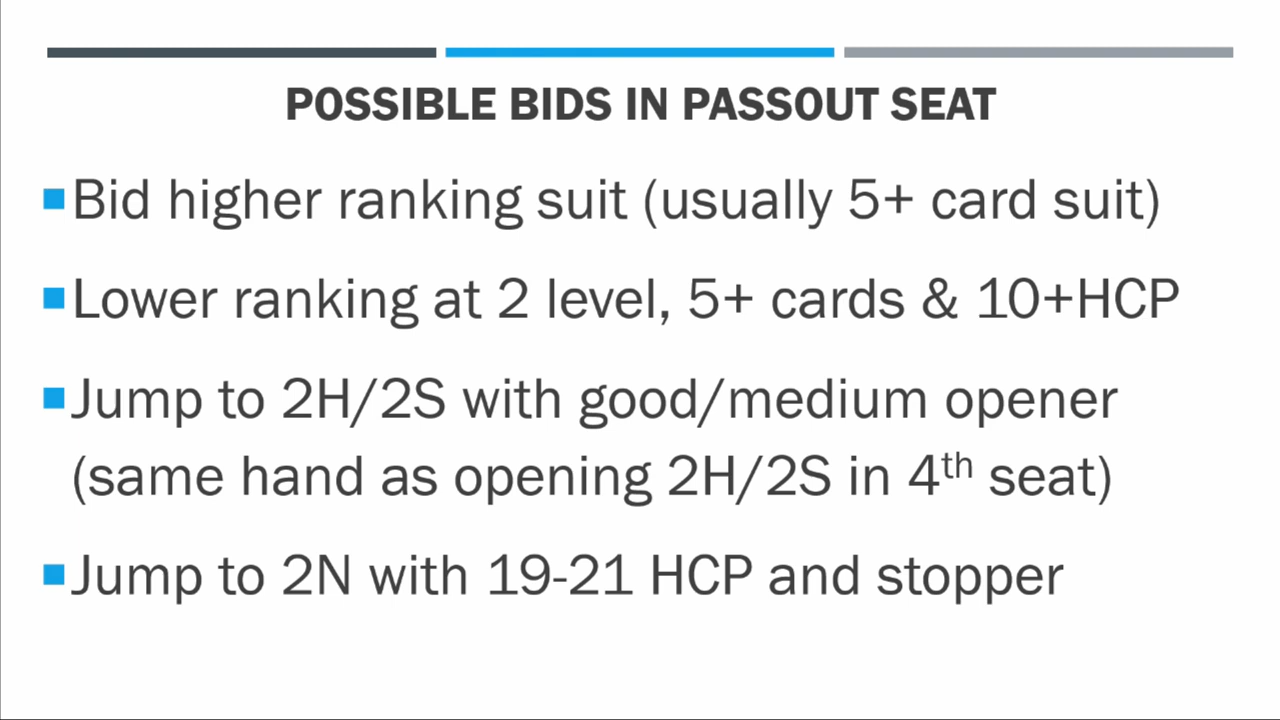 POSSIBLE BIDS IN PASSOUT SEAT
Bid higher ranking suit (usually 5+ card suit)
Lower ranking at 2 level, 5+ cards & 10+HCP
Jump to 2H/2S with good/medium opener
(same hand as opening 2H/2S in 4th seat)
Jump to 2N with 19-21 HCP and stopper